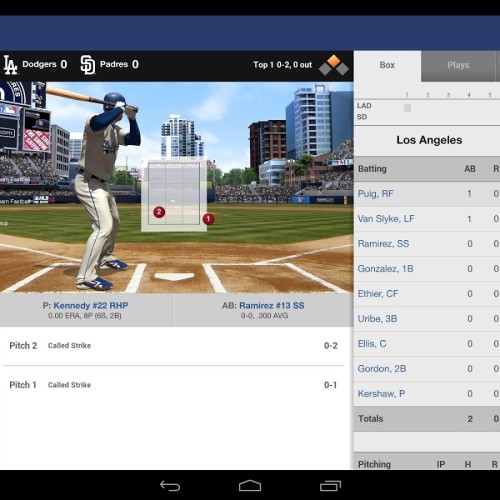 LA Dodgers 0 SD Padres 0 Top 1 0-2, 0 out
Box Plays
1 2 3 4 5
LAD
SD
Los Angeles
Batting AB R
Puig, RF 1 0
Van Slyke, LF 1 0
Ramirez, SS 0 0
Gonzalez, 1B 0 0
Ethier, CF 0 0
Uribe, 3B 0 0
Ellis, C 0 0
Gordon, 2B 0 0
Kershaw, P 0 0
Totals 2 0
Pitching IP H R
2
1
P: Kennedy #22 RHP
0.00 ERA, 8P (6S, 2B)
AB: Ramirez #13 SS
0-0, .300 AVG
Pitch 2 Called Strike 0-2
Pitch 1 Called Strike 0-1